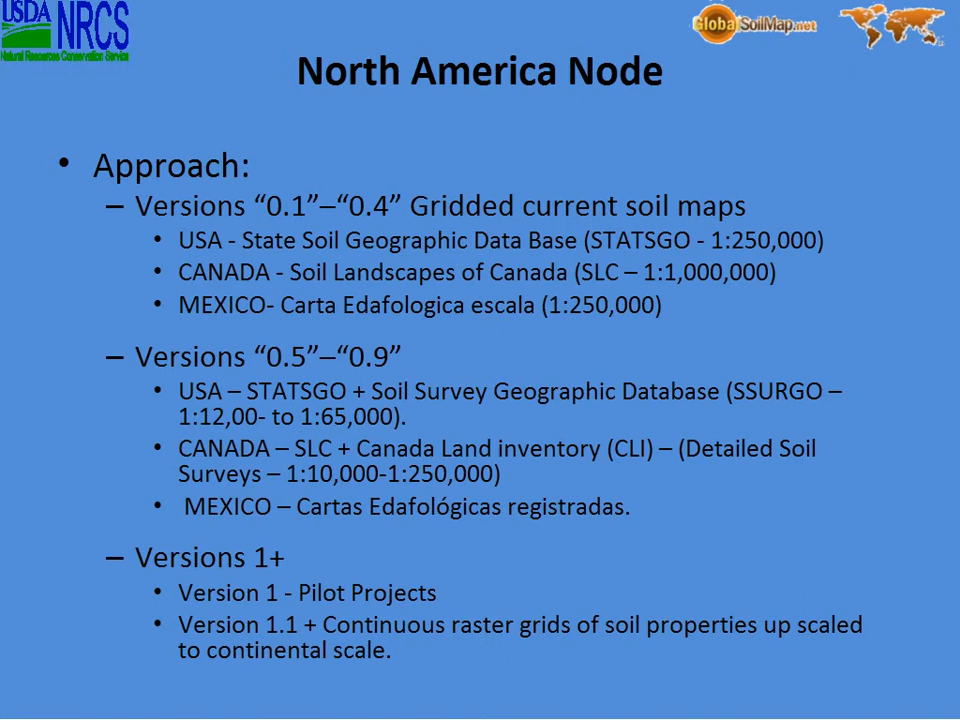 USDA NRCS
Natural Resources Conservation Service
GlobalSoilMap.net
North America Node
• Approach:
– Versions “0.1”–“0.4” Gridded current soil maps
• USA - State Soil Geographic Data Base (STATSGO - 1:250,000)
• CANADA - Soil Landscapes of Canada (SLC – 1:1,000,000)
• MEXICO- Carta Edafologica escala (1:250,000)
– Versions “0.5”–“0.9”
• USA – STATSGO + Soil Survey Geographic Database (SSURGO –
1:12,00- to 1:65,000).
• CANADA – SLC + Canada Land inventory (CLI) – (Detailed Soil
Surveys – 1:10,000-1:250,000)
• MEXICO – Cartas Edafológicas registradas.
– Versions 1+
• Version 1 - Pilot Projects
• Version 1.1 + Continuous raster grids of soil properties up scaled
to continental scale.